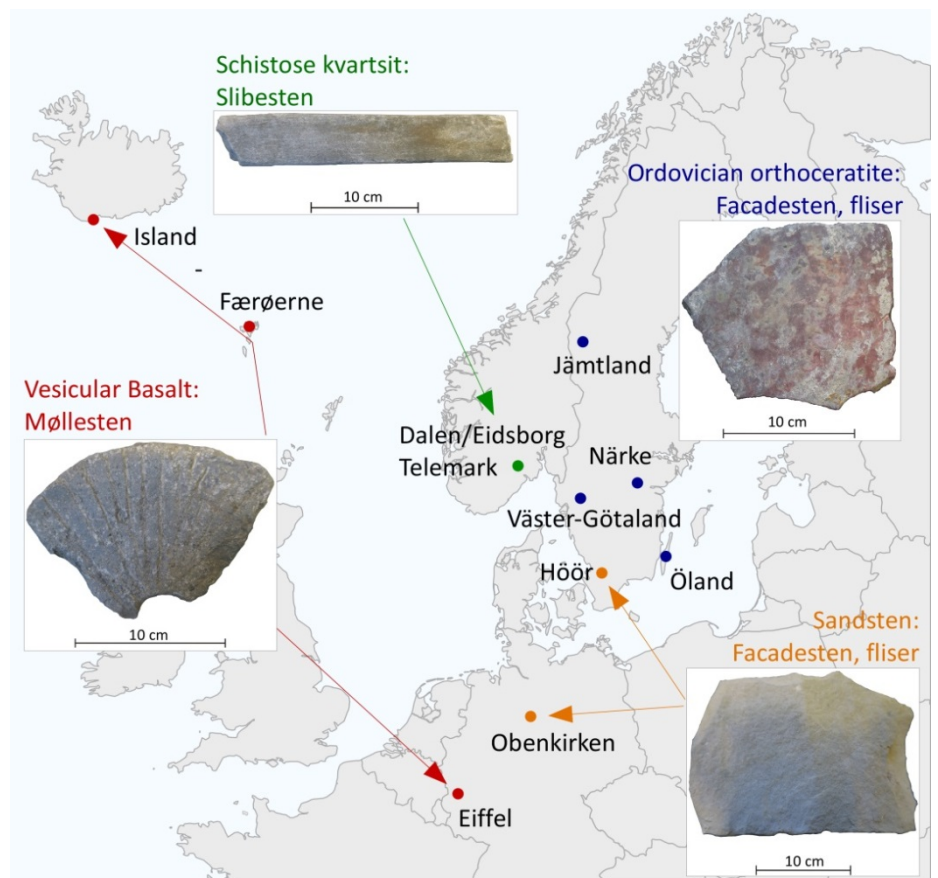 Schistose kvartsit:
Slibesten
10 cm
Ordovician orthoceratite:
Facadesten, fliser
10 cm
Island
-
Færøerne
Vesicular Basalt:
Møllesten
10 cm
Jämtland
Dalen/Eidsborg
Telemark
Närke
Väster-Götaland
Höör
Öland
Sandsten:
Facadesten, fliser
10 cm
Obenkirken
Eiffel